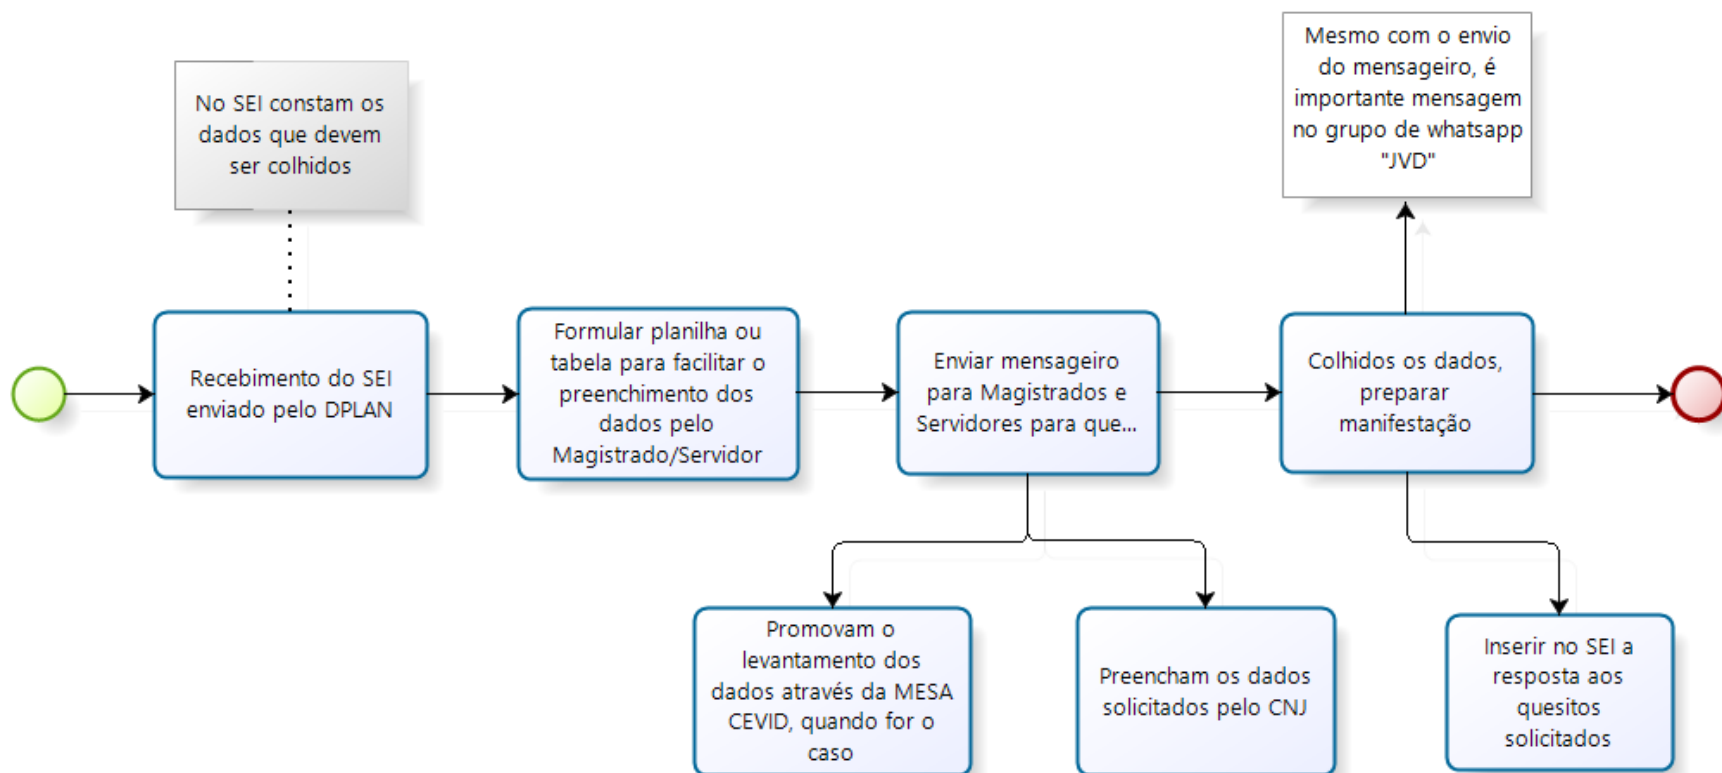 No SEI constam os
dados que devem
ser colhidos
Mesmo com o envio
do mensageiro, é
importante mensagem
no grupo de whatsapp
"JVD"
Recebimento do SEI
enviado pelo DPLAN
Formular planilha ou
tabela para facilitar o
preenchimento dos
dados pelo
Magistrado/Servidor
Enviar mensageiro
para Magistrados e
Servidores para que...
Colhidos os dados,
preparar
manifestação
Promovam o
levantamento dos
dados através da MESA
CEVID, quando for o
caso
Preencham os dados
solicitados pelo CNJ
Inserir no SEI a
resposta aos
quesitos
solicitados